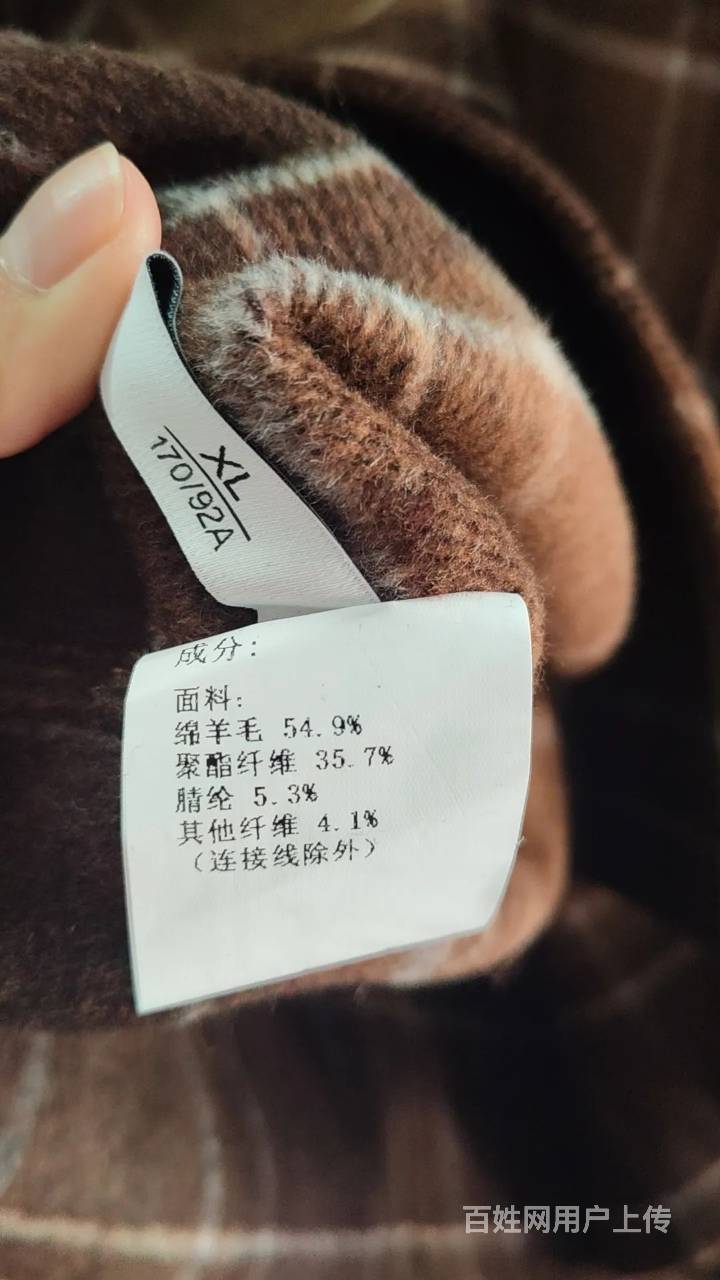 XL
170/92A
成分：
面料：
绵羊毛 54.9%
聚酯纤维 35.7%
腈纶 5.3%
其他纤维 4.1%
（连接线除外）
百姓网用户上传